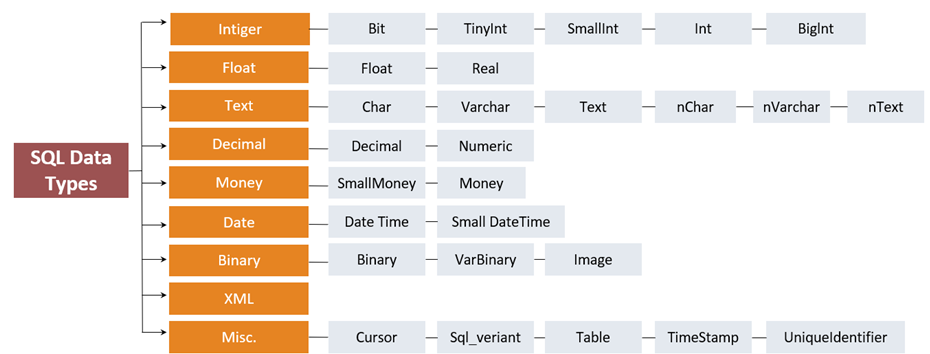 SQL Data
Types
Intiger Bit TinyInt SmallInt Int BigInt
Float Float Real
Text Char Varchar Text nChar nVarchar nText
Decimal Decimal Numeric
Money SmallMoney Money
Date Date Time Small DateTime
Binary Binary VarBinary Image
XML
Misc. Cursor Sql_veriant Table TimeStamp UniqueIdentifier